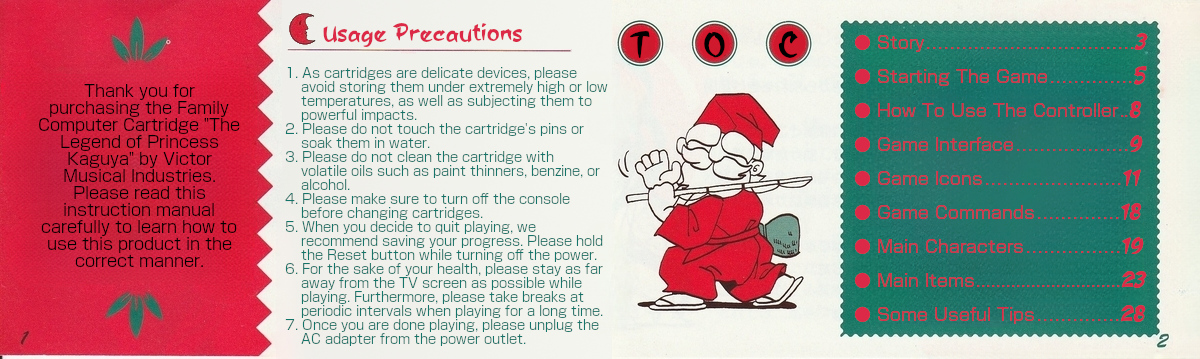 Thank you for
purchasing the Family
Computer Cartridge "The
Legend of Princess
Kaguya" by Victor
Musical Industries.
Please read this
instruction manual
carefully to learn how to
use this product in the
correct manner.
1
Usage Precautions
1. As cartridges are delicate devices, please
avoid storing them under extremely high or low
temperatures, as well as subjecting them to
powerful impacts.
2. Please do not touch the cartridge's pins or
soak them in water.
3. Please do not clean the cartridge with
volatile oils such as paint thinners, benzine, or
alcohol.
4. Please make sure to turn off the console
before changing cartridges.
5. When you decide to quit playing, we
recommend saving your progress. Please hold
the Reset button while turning off the power.
6. For the sake of your health, please stay as far
away from the TV screen as possible while
playing. Furthermore, please take breaks at
periodic intervals when playing for a long time.
7. Once you are done playing, please unplug the
AC adapter from the power outlet.
T O C
Story 3
Starting The Game 5
How To Use The Controller 8
Game Interface 9
Game Icons 11
Game Commands 18
Main Characters 19
Main Items 23
Some Useful Tips 28
2